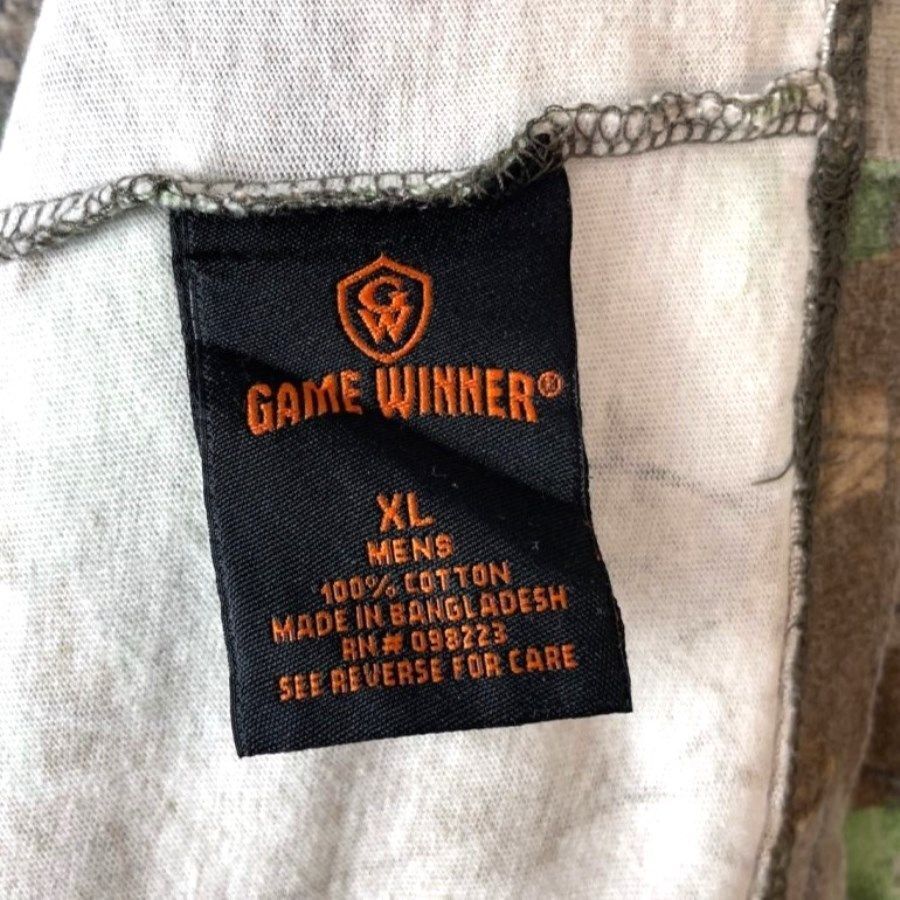 GW
GAME WINNER®
XL
MENS
100% COTTON
MADE IN BANGLADESH
RN# 098223
SEE REVERSE FOR CARE